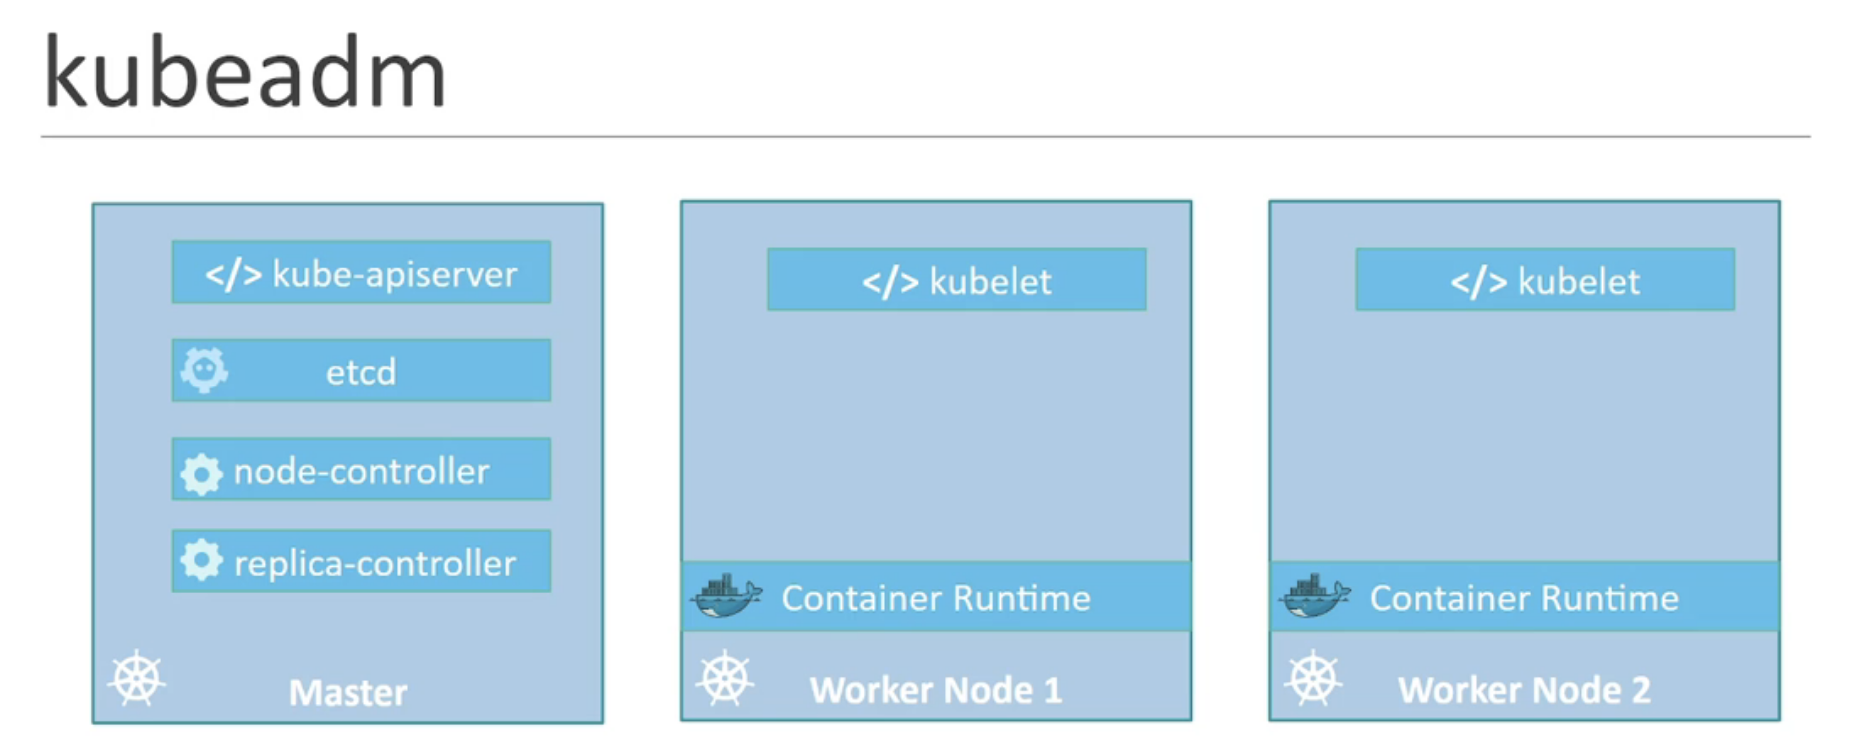 kubeadm
</> kube-apiserver
etcd
node-controller
replica-controller
Master
</> kubelet
Container Runtime
Worker Node 1
</> kubelet
Container Runtime
Worker Node 2